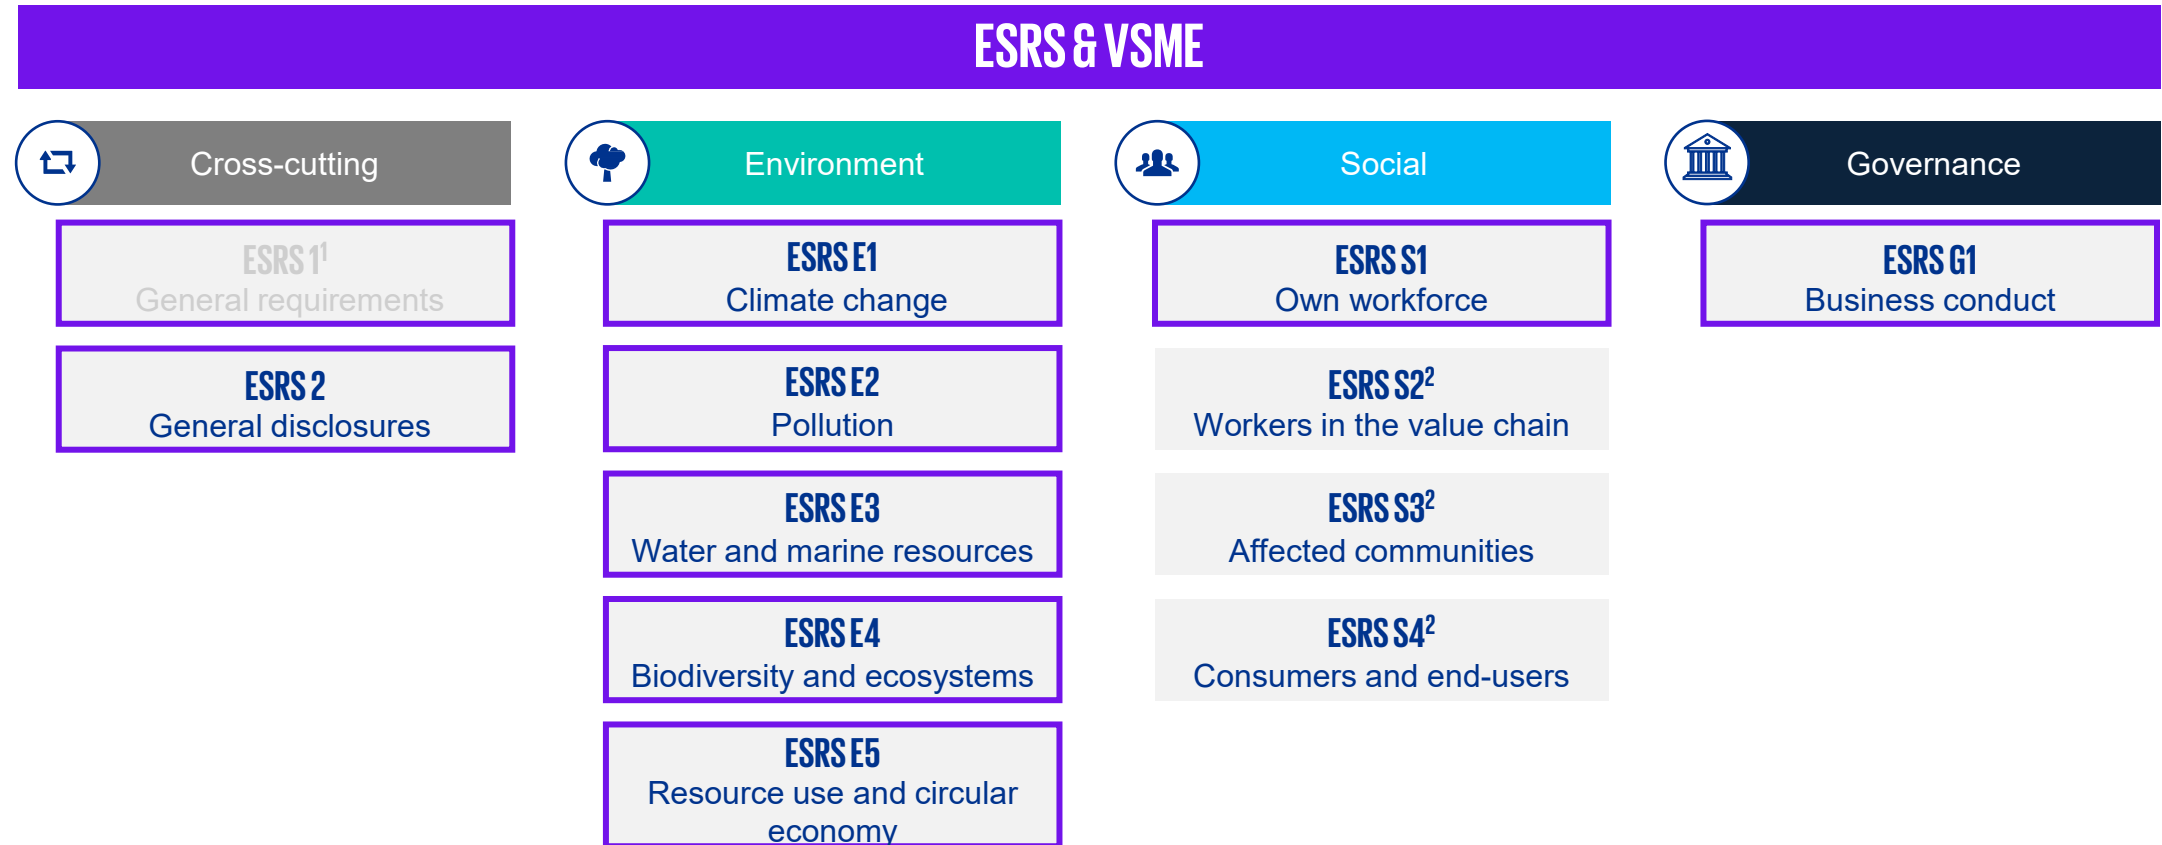 ESRS & VSME
Cross-cutting
ESRS 1¹
General requirements
ESRS 2
General disclosures
Environment
ESRS E1
Climate change
ESRS E2
Pollution
ESRS E3
Water and marine resources
ESRS E4
Biodiversity and ecosystems
ESRS E5
Resource use and circular
economy
Social
ESRS S1
Own workforce
ESRS S2²
Workers in the value chain
ESRS S3²
Affected communities
ESRS S4²
Consumers and end-users
Governance
ESRS G1
Business conduct